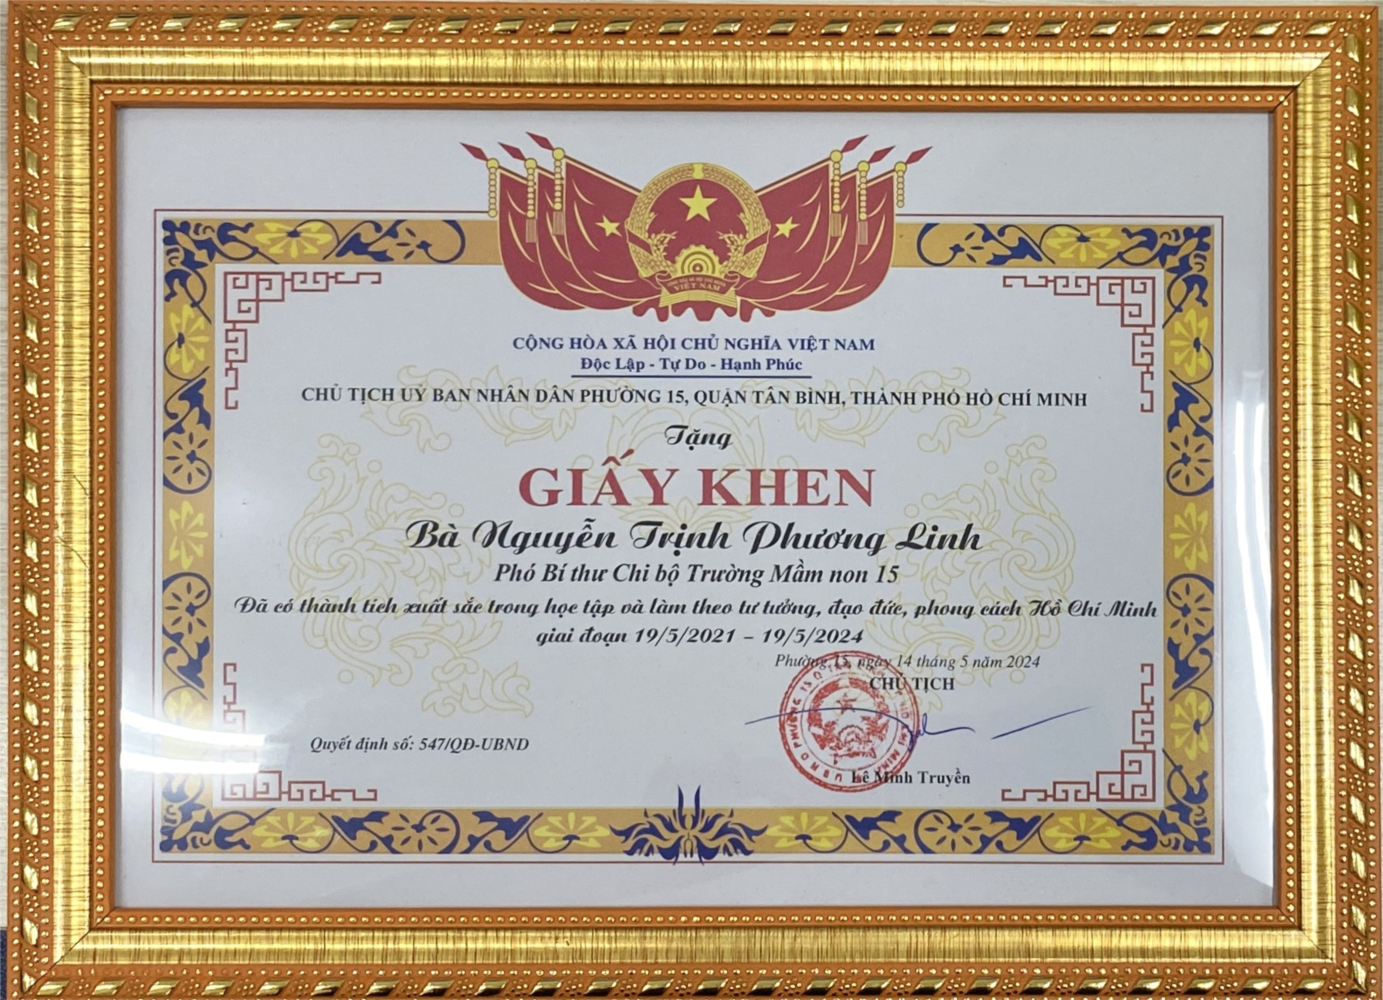 VIỆT NAM
CỘNG HÒA XÃ HỘI CHỦ NGHĨA VIỆT NAM
Độc Lập - Tự Do - Hạnh Phúc
CHỦ TỊCH UỶ BAN NHÂN DÂN PHƯỜNG 15, QUẬN TÂN BÌNH, THÀNH PHỐ HỒ CHÍ MINH
Tặng
GIẤY KHEN
Bà Nguyễn Trịnh Phương Linh
Phó Bí thư Chi bộ Trường Mầm non 15
Đã có thành tích xuất sắc trong học tập và làm theo tư tưởng, đạo đức, phong cách Hồ Chí Minh
giai đoạn 19/5/2021 – 19/5/2024
Phường 15, ngày 14 tháng 5 năm 2024
CHỦ TỊCH
Quyết định số: 547/QĐ-UBND
Lê Minh Truyền